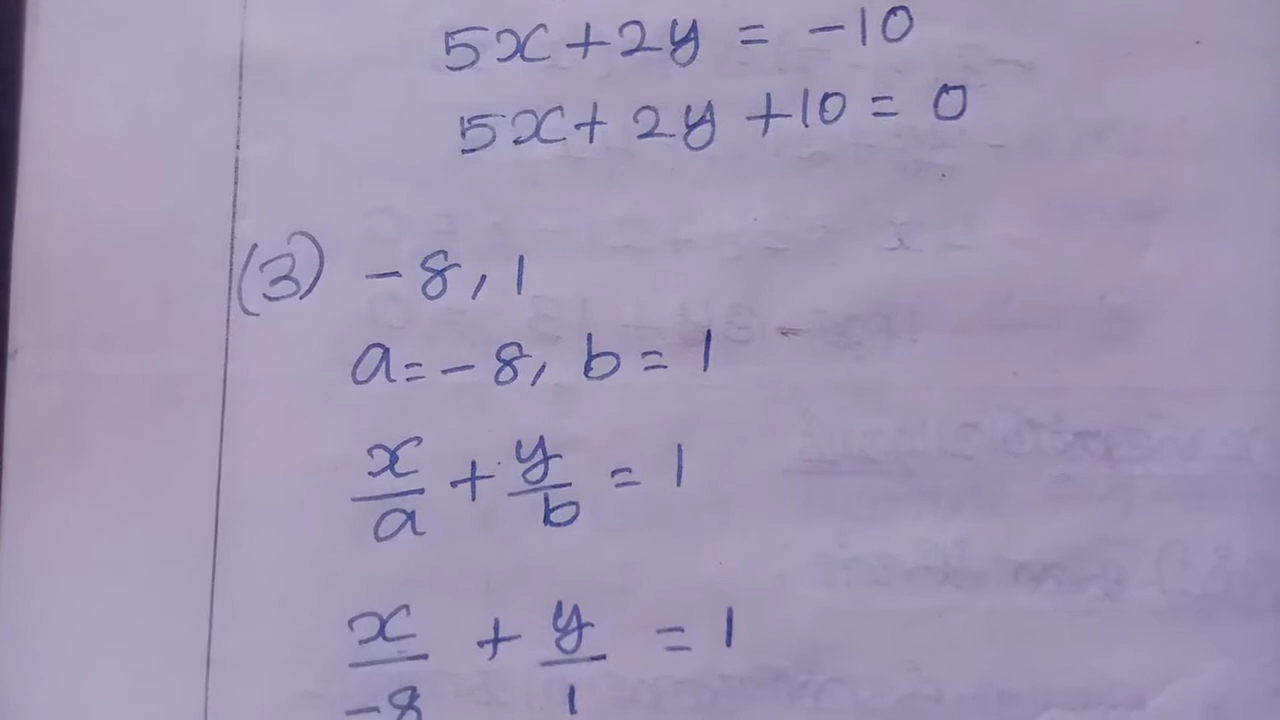 5x + 2y = -10
5x + 2y + 10 = 0
(3) -8, 1
a = -8, b = 1
x/a + y/b = 1
x/-8 + y/1 = 1